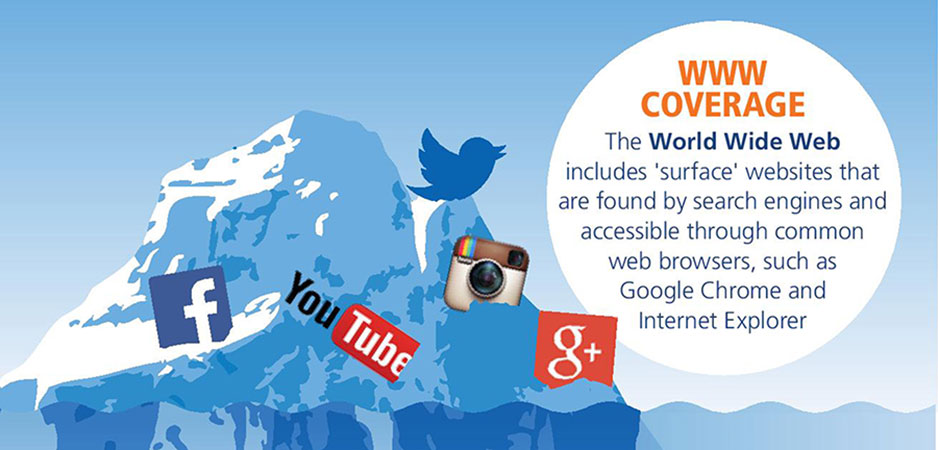 WWW
COVERAGE
The World Wide Web
includes 'surface' websites that
are found by search engines and
accessible through common
web browsers, such as
Google Chrome and
Internet Explorer
f
You
Tube
g+